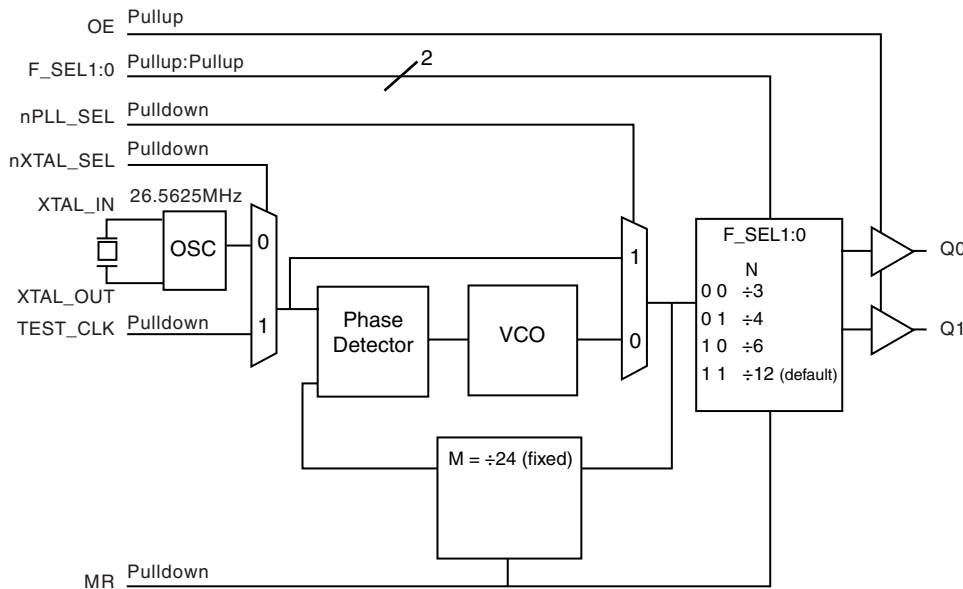 OE Pullup
F_SEL1:0 Pullup:Pullup 2
nPLL_SEL Pulldown
nXTAL_SEL Pulldown
XTAL_IN 26.5625MHz
OSC
XTAL_OUT
TEST_CLK Pulldown
0
1
Phase
Detector
VCO
1
0
F_SEL1:0
N
0 0 ÷3
0 1 ÷4
1 0 ÷6
1 1 ÷12 (default)
Q0
Q1
M = ÷24 (fixed)
MR Pulldown